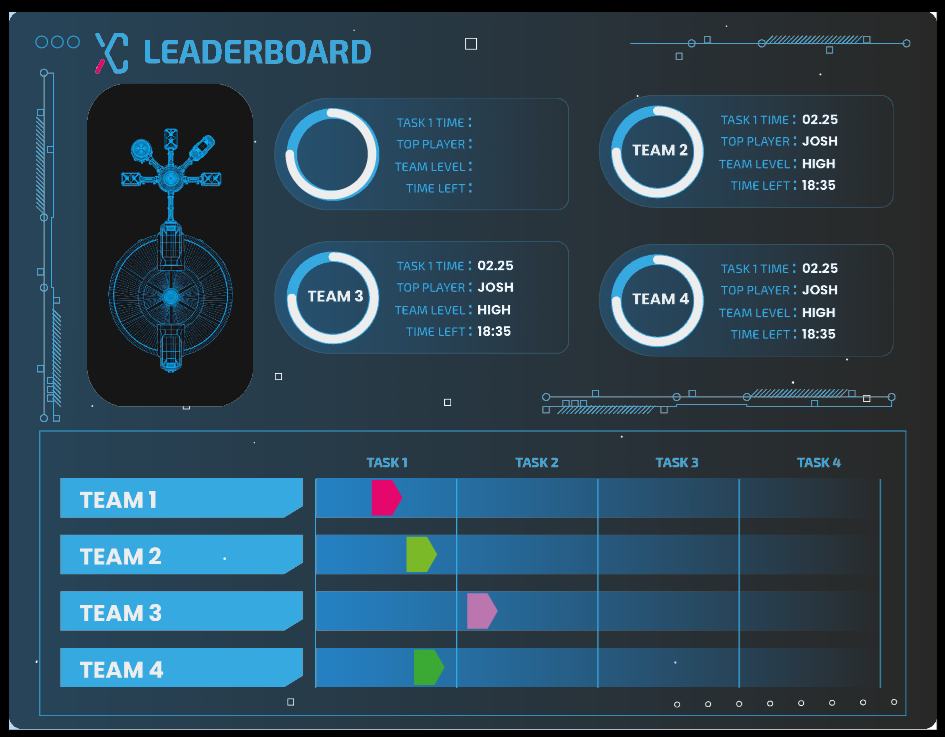 LEADERBOARD
TASK 1 TIME :
TOP PLAYER :
TEAM LEVEL :
TIME LEFT :
TEAM 2
TASK 1 TIME : 02.25
TOP PLAYER : JOSH
TEAM LEVEL : HIGH
TIME LEFT : 18:35
TEAM 3
TASK 1 TIME : 02.25
TOP PLAYER : JOSH
TEAM LEVEL : HIGH
TIME LEFT : 18:35
TEAM 4
TASK 1 TIME : 02.25
TOP PLAYER : JOSH
TEAM LEVEL : HIGH
TIME LEFT : 18:35
TASK 1 TASK 2 TASK 3 TASK 4
TEAM 1
TEAM 2
TEAM 3
TEAM 4